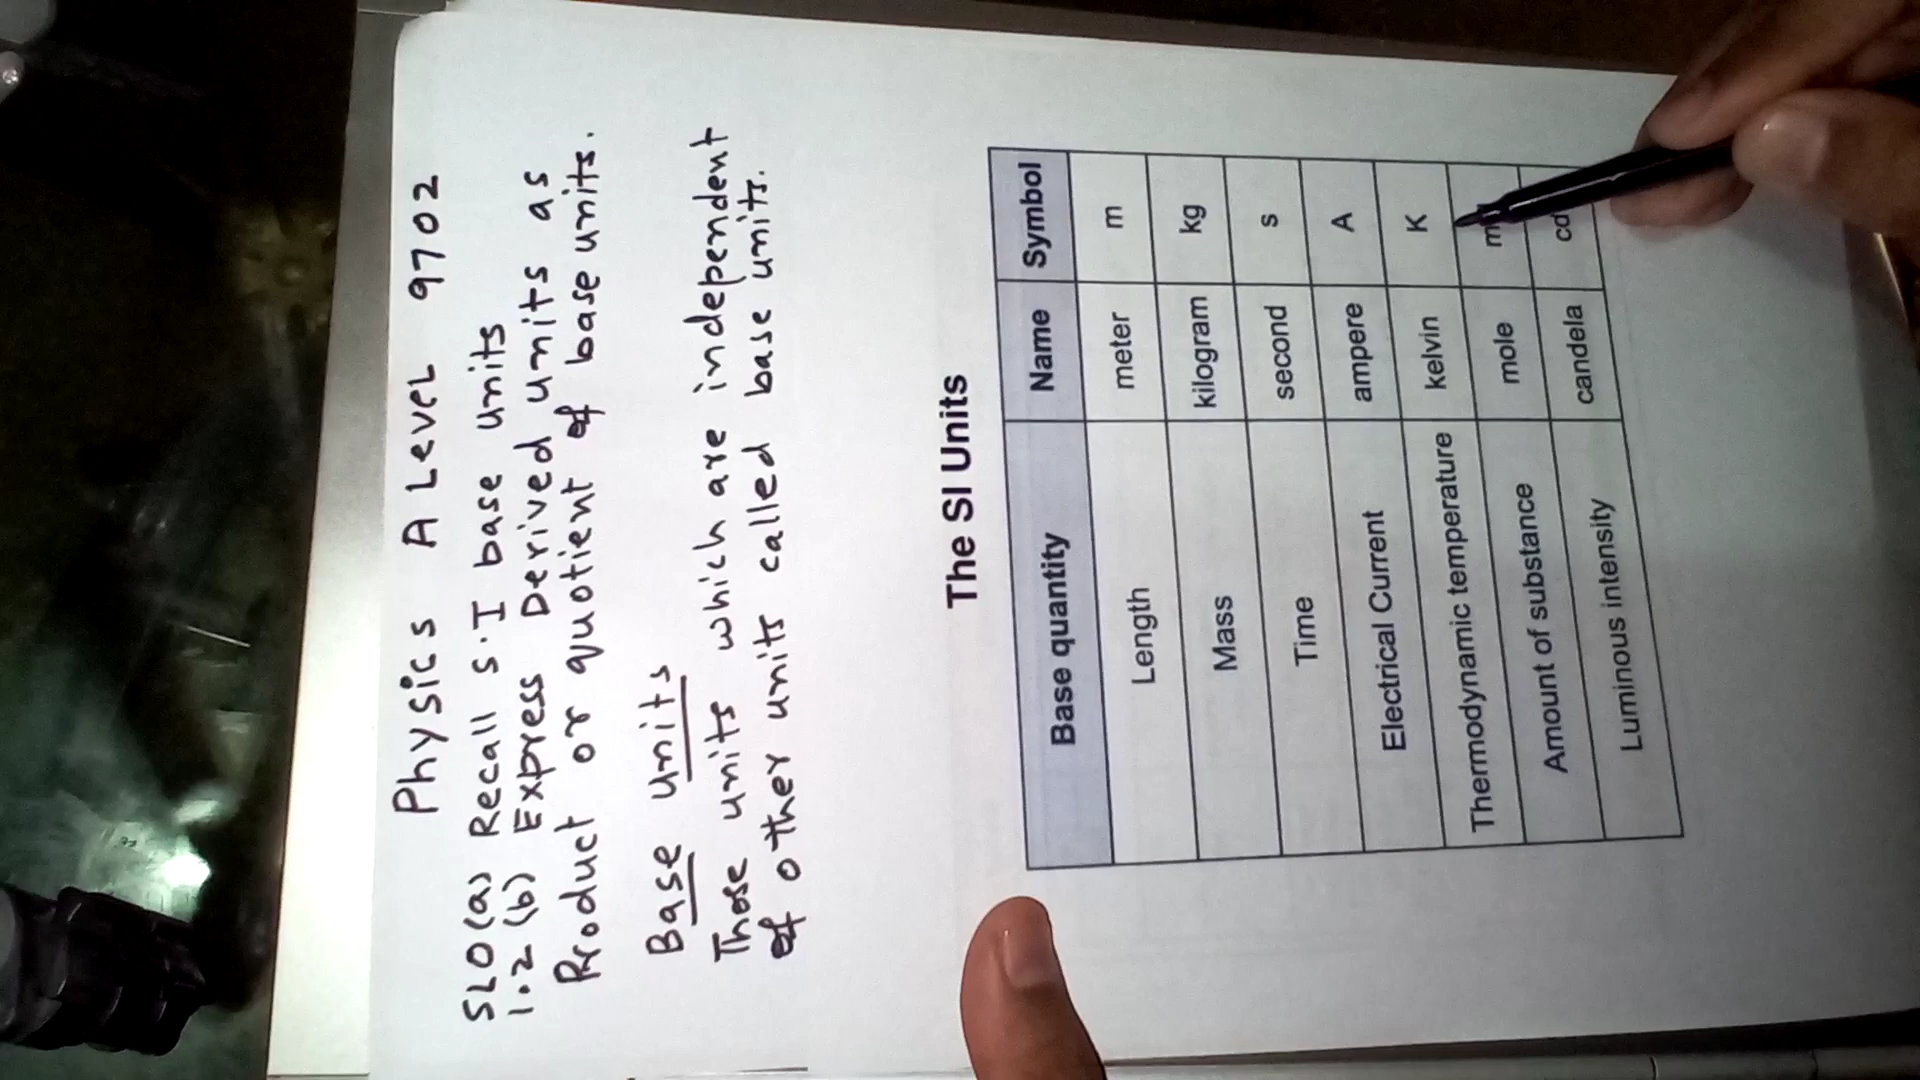 Physics A Level 9702
SLO(a) Recall S.I base units
1.2(b) Express Derived units as
Product or quotient of base units.
Base units
Those units which are independent
of other units called base units.
The SI Units
Base quantity Name Symbol
Length meter m
Mass kilogram kg
Time second s
Electrical Current ampere A
Thermodynamic temperature kelvin K
Amount of substance mole
Luminous intensity candela cd